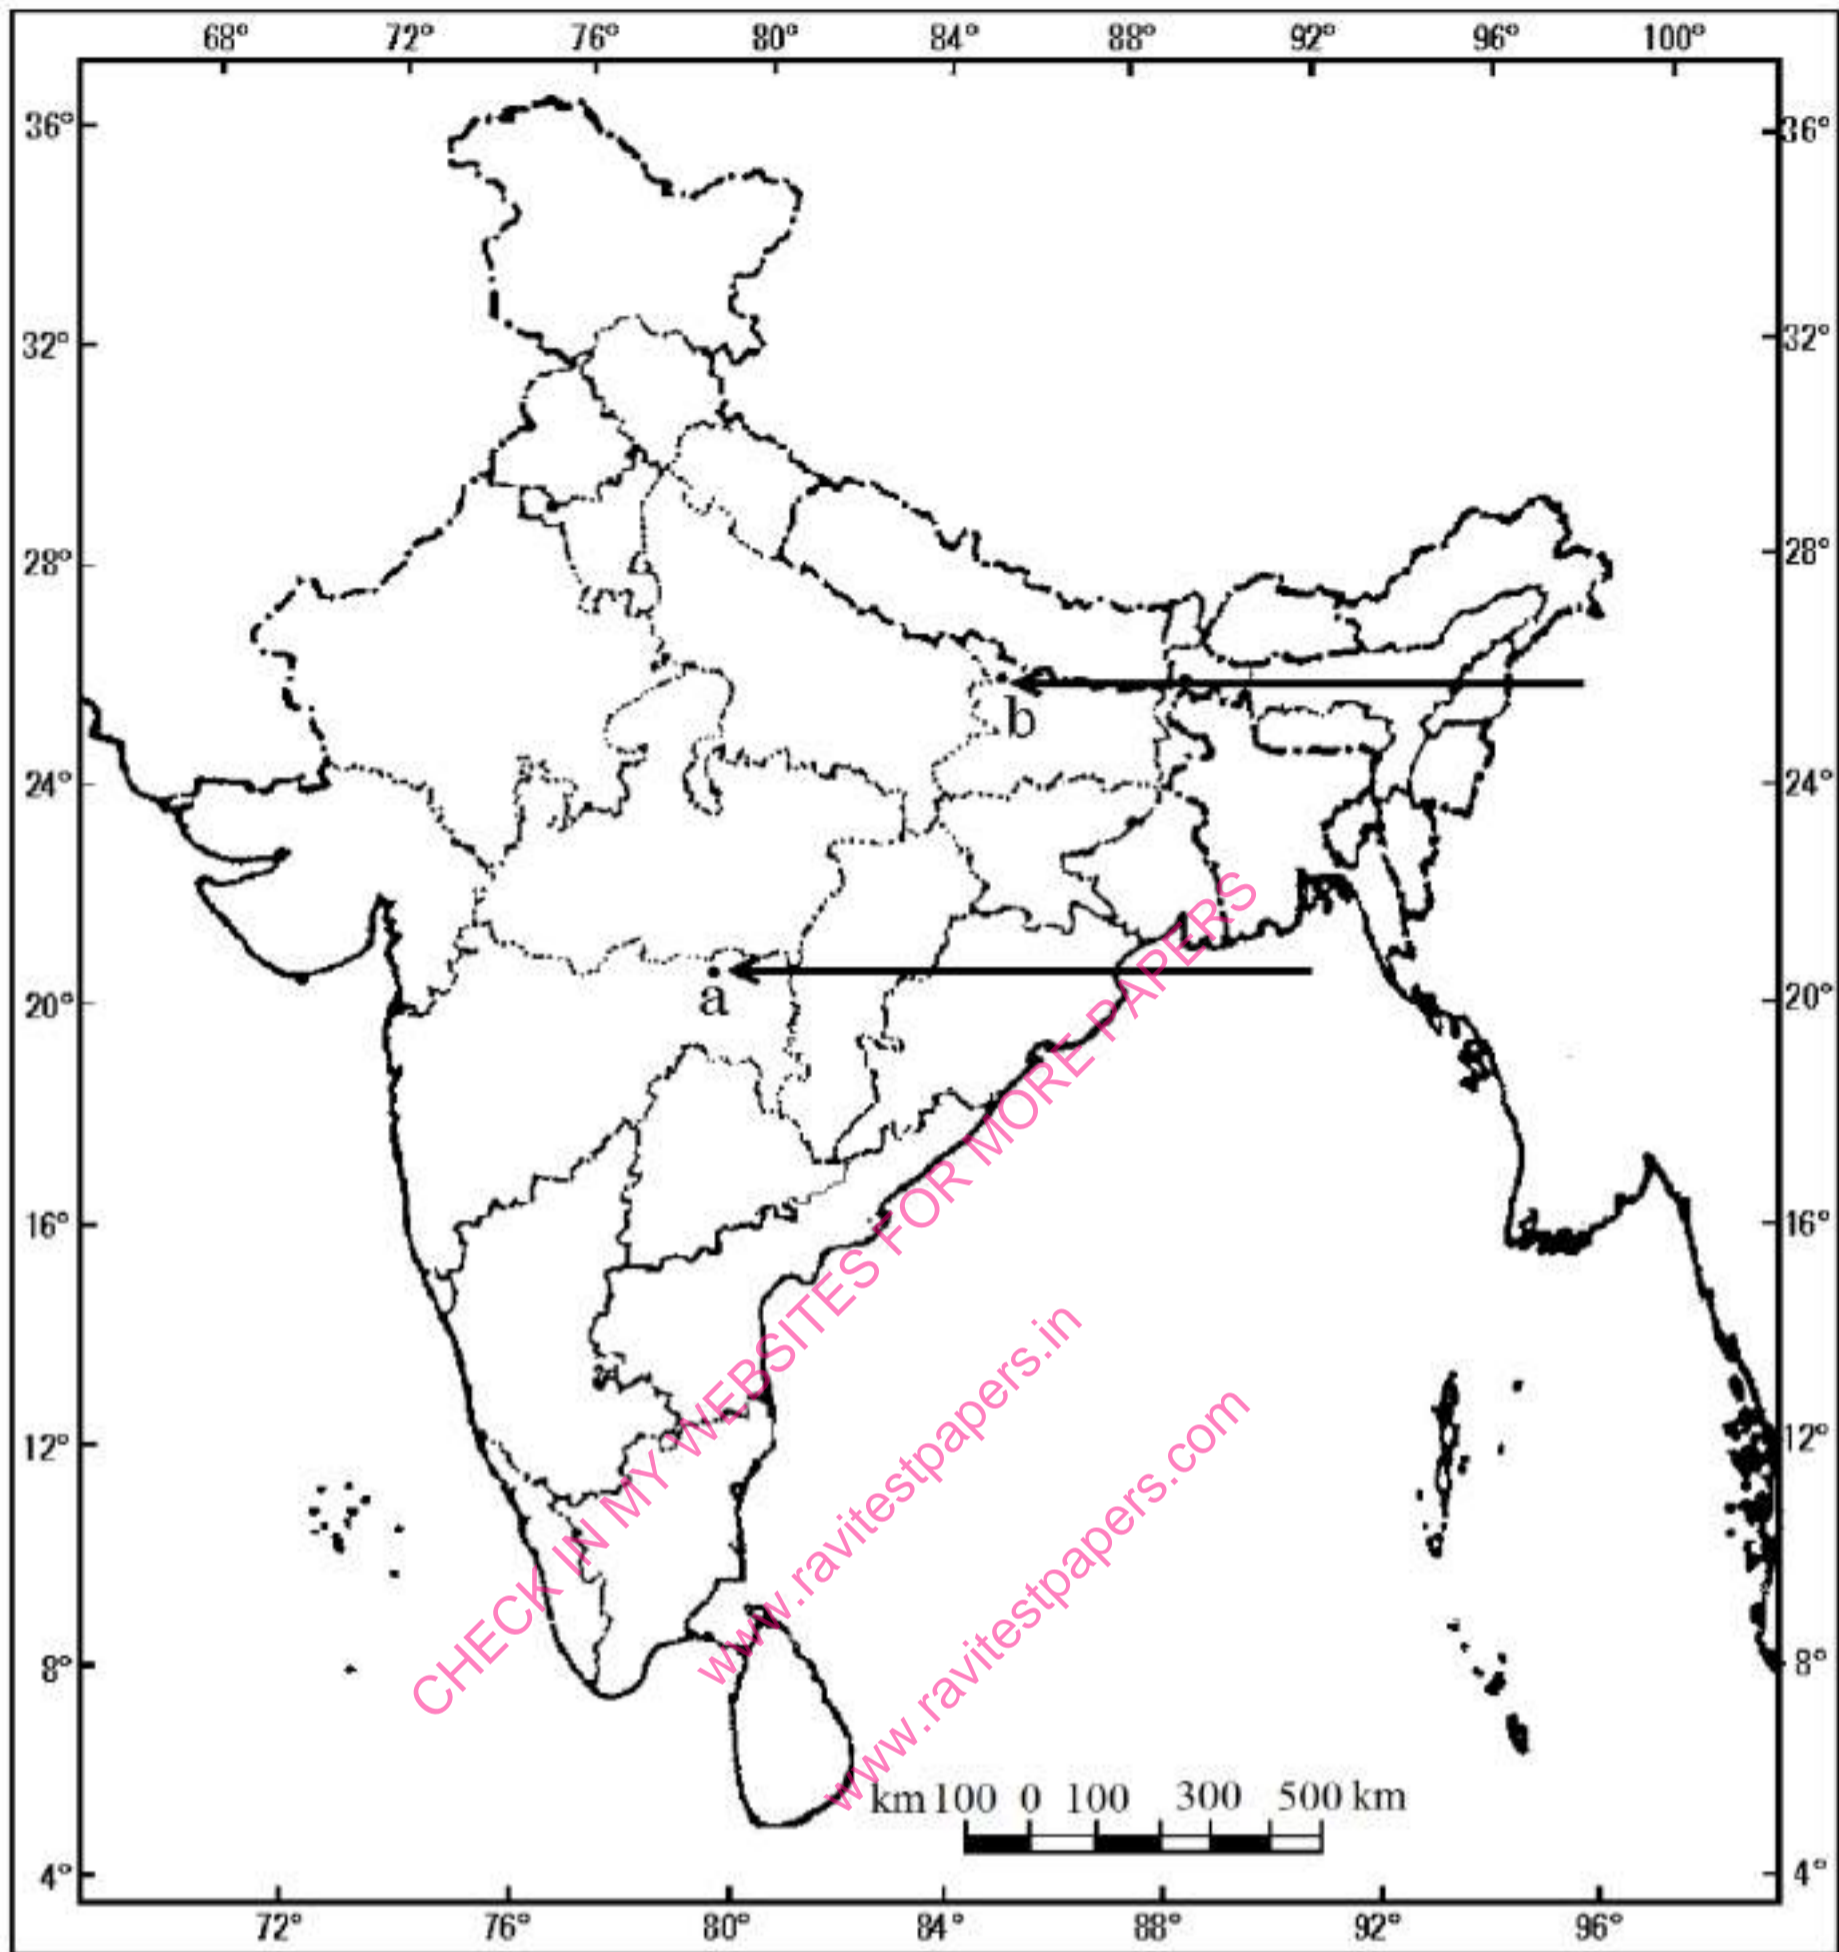 68° 72° 76° 80° 84° 88° 92° 96° 100°
36° 36°
32° 32°
28° 28°
b
24° 24°
a
20° 20°
16° 16°
12° 12°
8° 8°
CHECK IN MY WEBSITES FOR MORE PAPERS
www.ravitestpapers.in
www.ravitestpapers.com
km 100 0 100 300 500 km
4° 4°
72° 76° 80° 84° 88° 92° 96°